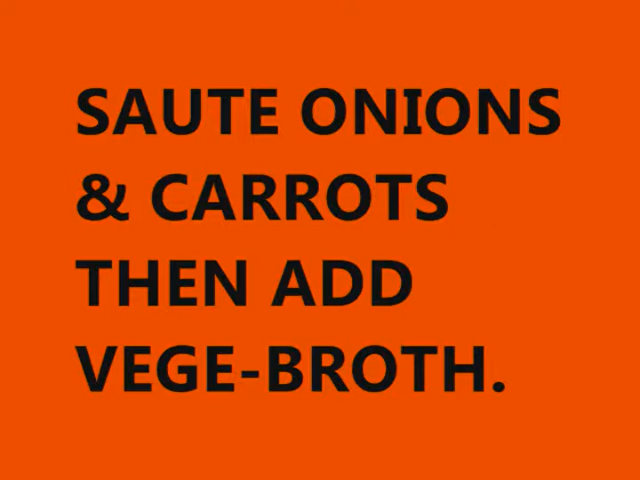 SAUTE ONIONS
& CARROTS
THEN ADD
VEGE-BROTH.